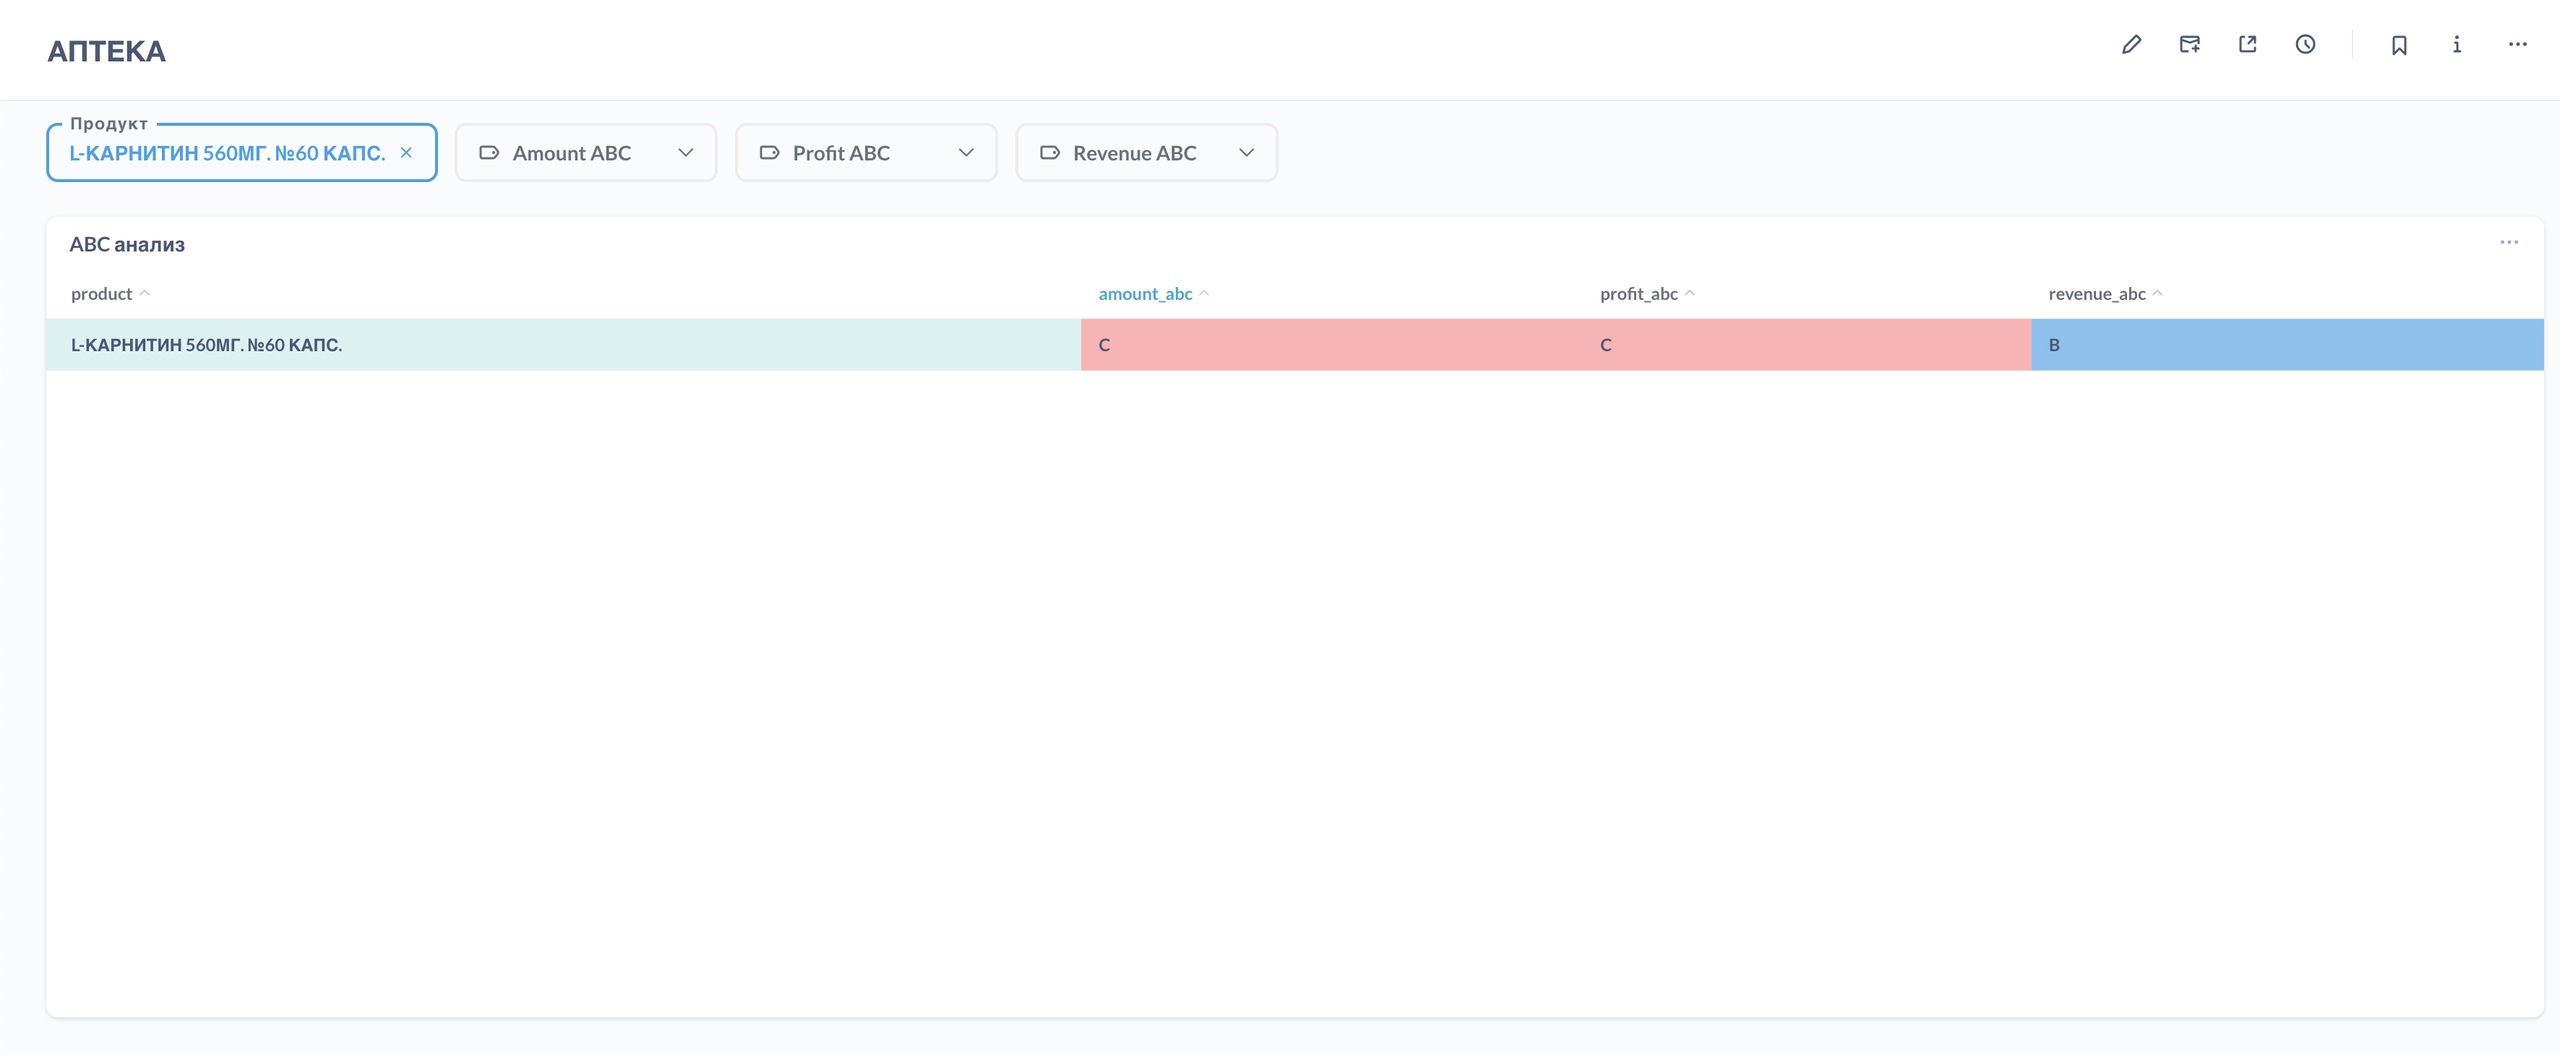 АПТЕКА
Продукт
L-КАРНИТИН 560МГ. №60 КАПС.
Amount ABC
Profit ABC
Revenue ABC
ABC анализ
product amount_abc profit_abc revenue_abc
L-КАРНИТИН 560МГ. №60 КАПС. C C B